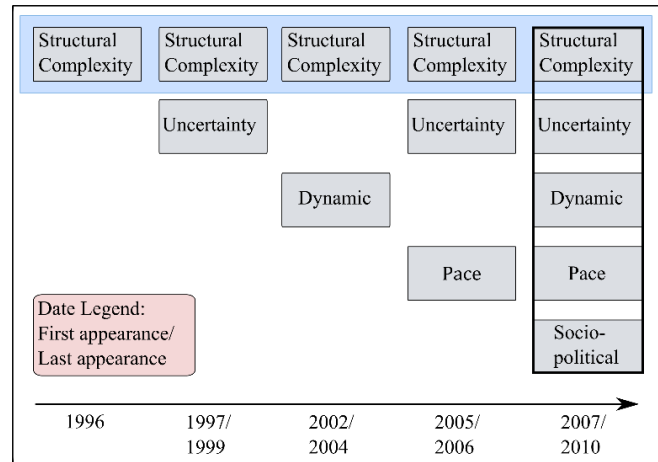 Structural
Complexity
Structural
Complexity
Structural
Complexity
Structural
Complexity
Structural
Complexity
Uncertainty
Uncertainty
Uncertainty
Dynamic
Dynamic
Pace
Pace
Date Legend:
First appearance/
Last appearance
Socio-
political
1996
1997/
1999
2002/
2004
2005/
2006
2007/
2010